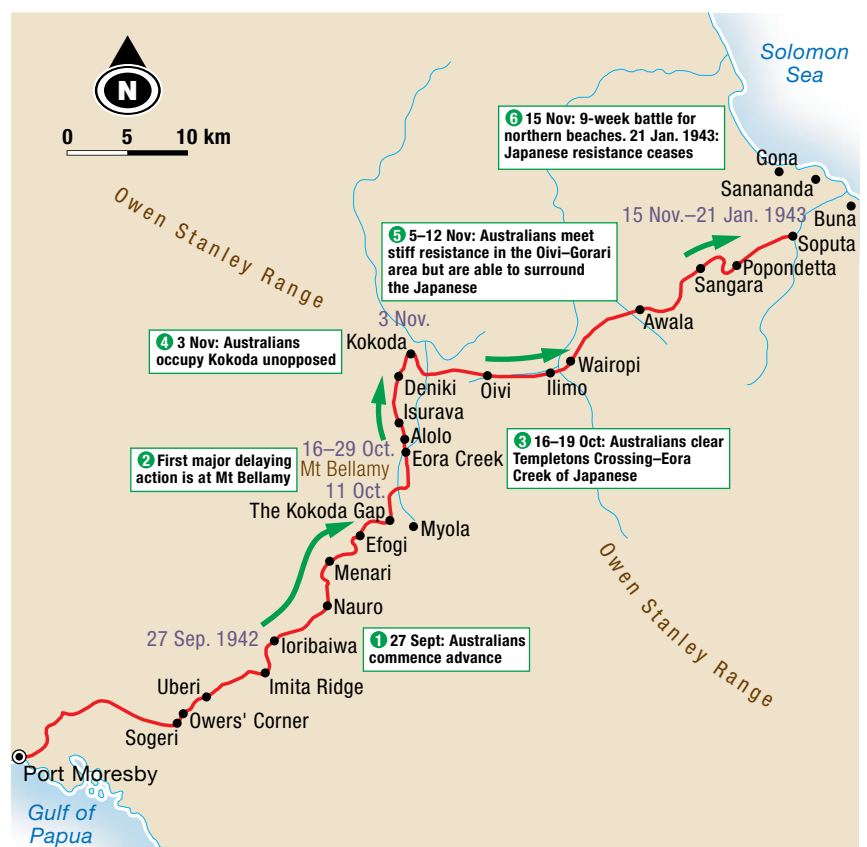 Solomon
Sea
N
0 5 10 km
6 15 Nov: 9-week battle for
northern beaches. 21 Jan. 1943:
Japanese resistance ceases
Gona
Sanananda
Buna
15 Nov.–21 Jan. 1943
Soputa
Popondetta
Sangara
Owen Stanley Range
5 5–12 Nov: Australians meet
stiff resistance in the Oivi–Gorari
area but are able to surround
the Japanese
Awala
3 Nov.
4 3 Nov: Australians
occupy Kokoda unopposed
Kokoda
Wairopi
Ilimo
Oivi
Deniki
Isurava
Alolo
16–29 Oct.
Eora Creek
Mt Bellamy
2 First major delaying
action is at Mt Bellamy
3 16–19 Oct: Australians clear
Templetons Crossing–Eora
Creek of Japanese
11 Oct.
The Kokoda Gap
Myola
Efogi
Menari
Owen Stanley Range
Nauro
27 Sep. 1942
Ioribaiwa
1 27 Sept: Australians
commence advance
Imita Ridge
Uberi
Owers' Corner
Sogeri
Port Moresby
Gulf of
Papua